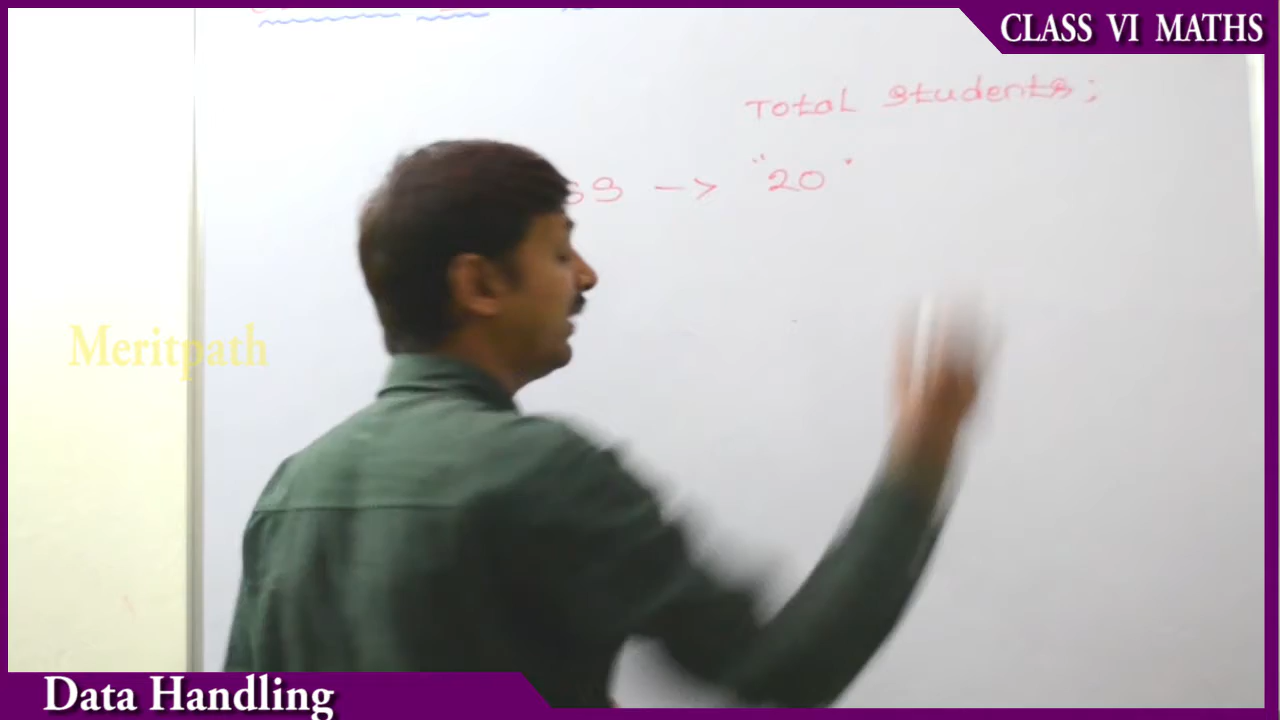 CLASS VI MATHS
Total students;
-> "20"
Meritpath
Data Handling